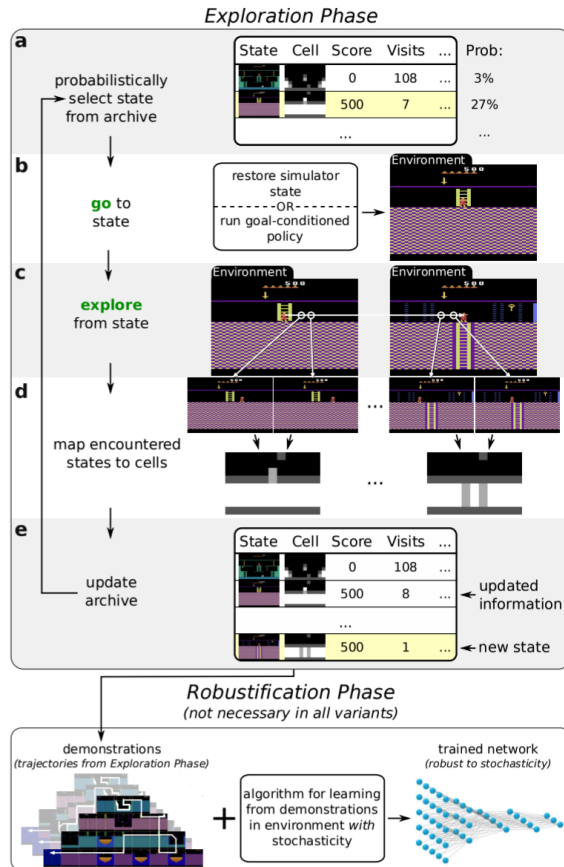 Exploration Phase
a
probabilistically
select state
from archive
State Cell Score Visits ... Prob:
0 108 ... 3%
500 7 ... 27%
... ...
b
go to
state
restore simulator
state
OR
run goal-conditioned
policy
Environment
500
c
explore
from state
Environment
500
Environment
500
d
map encountered
states to cells
...
...
e
update
archive
State Cell Score Visits ...
0 108 ...
500 8 ...
...
500 1 ...
updated
information
new state
Robustification Phase
(not necessary in all variants)
demonstrations
(trajectories from Exploration Phase)
+
algorithm for learning
from demonstrations
in environment with
stochasticity
trained network
(robust to stochasticity)